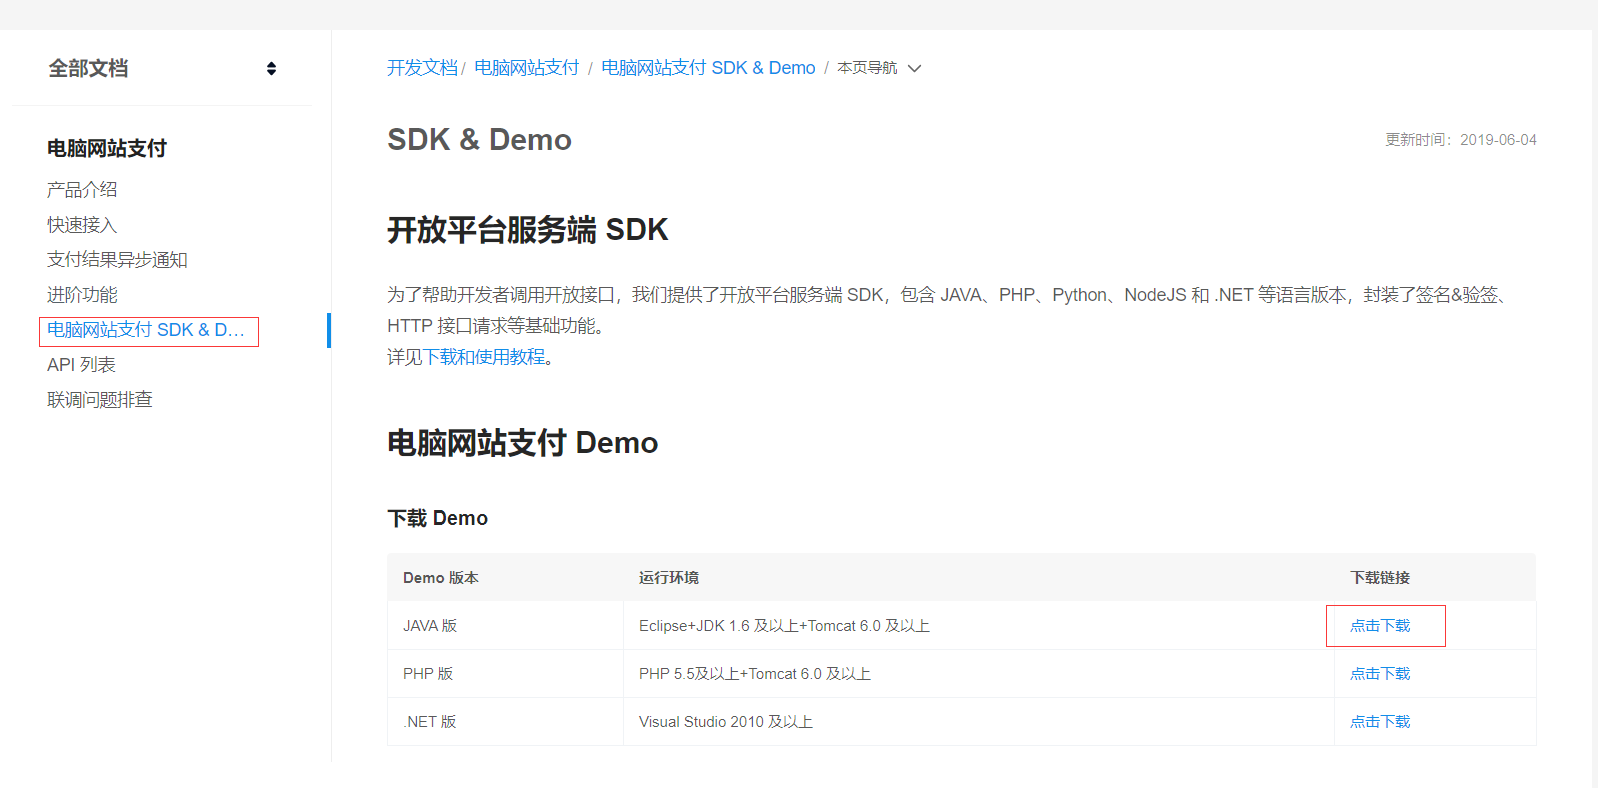 全部文档
电脑网站支付
产品介绍
快速接入
支付结果异步通知
进阶功能
电脑网站支付 SDK & D...
API 列表
联调问题排查
开发文档 / 电脑网站支付 / 电脑网站支付 SDK & Demo / 本页导航
SDK & Demo
更新时间：2019-06-04
开放平台服务端 SDK
为了帮助开发者调用开放接口，我们提供了开放平台服务端 SDK，包含 JAVA、PHP、Python、NodeJS 和 .NET 等语言版本，封装了签名&验签、
HTTP 接口请求等基础功能。
详见下载和使用教程。
电脑网站支付 Demo
下载 Demo
Demo 版本 运行环境 下载链接
JAVA 版 Eclipse+JDK 1.6 及以上+Tomcat 6.0 及以上 点击下载
PHP 版 PHP 5.5及以上+Tomcat 6.0 及以上 点击下载
.NET 版 Visual Studio 2010 及以上 点击下载